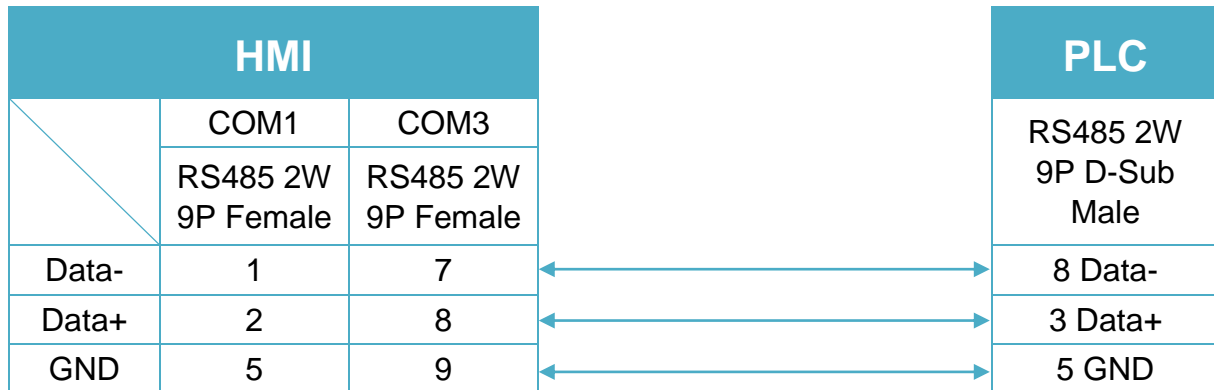 HMI
PLC
COM1 COM3
RS485 2W
9P Female
RS485 2W
9P Female
RS485 2W
9P D-Sub
Male
Data- 1 7 8 Data-
Data+ 2 8 3 Data+
GND 5 9 5 GND